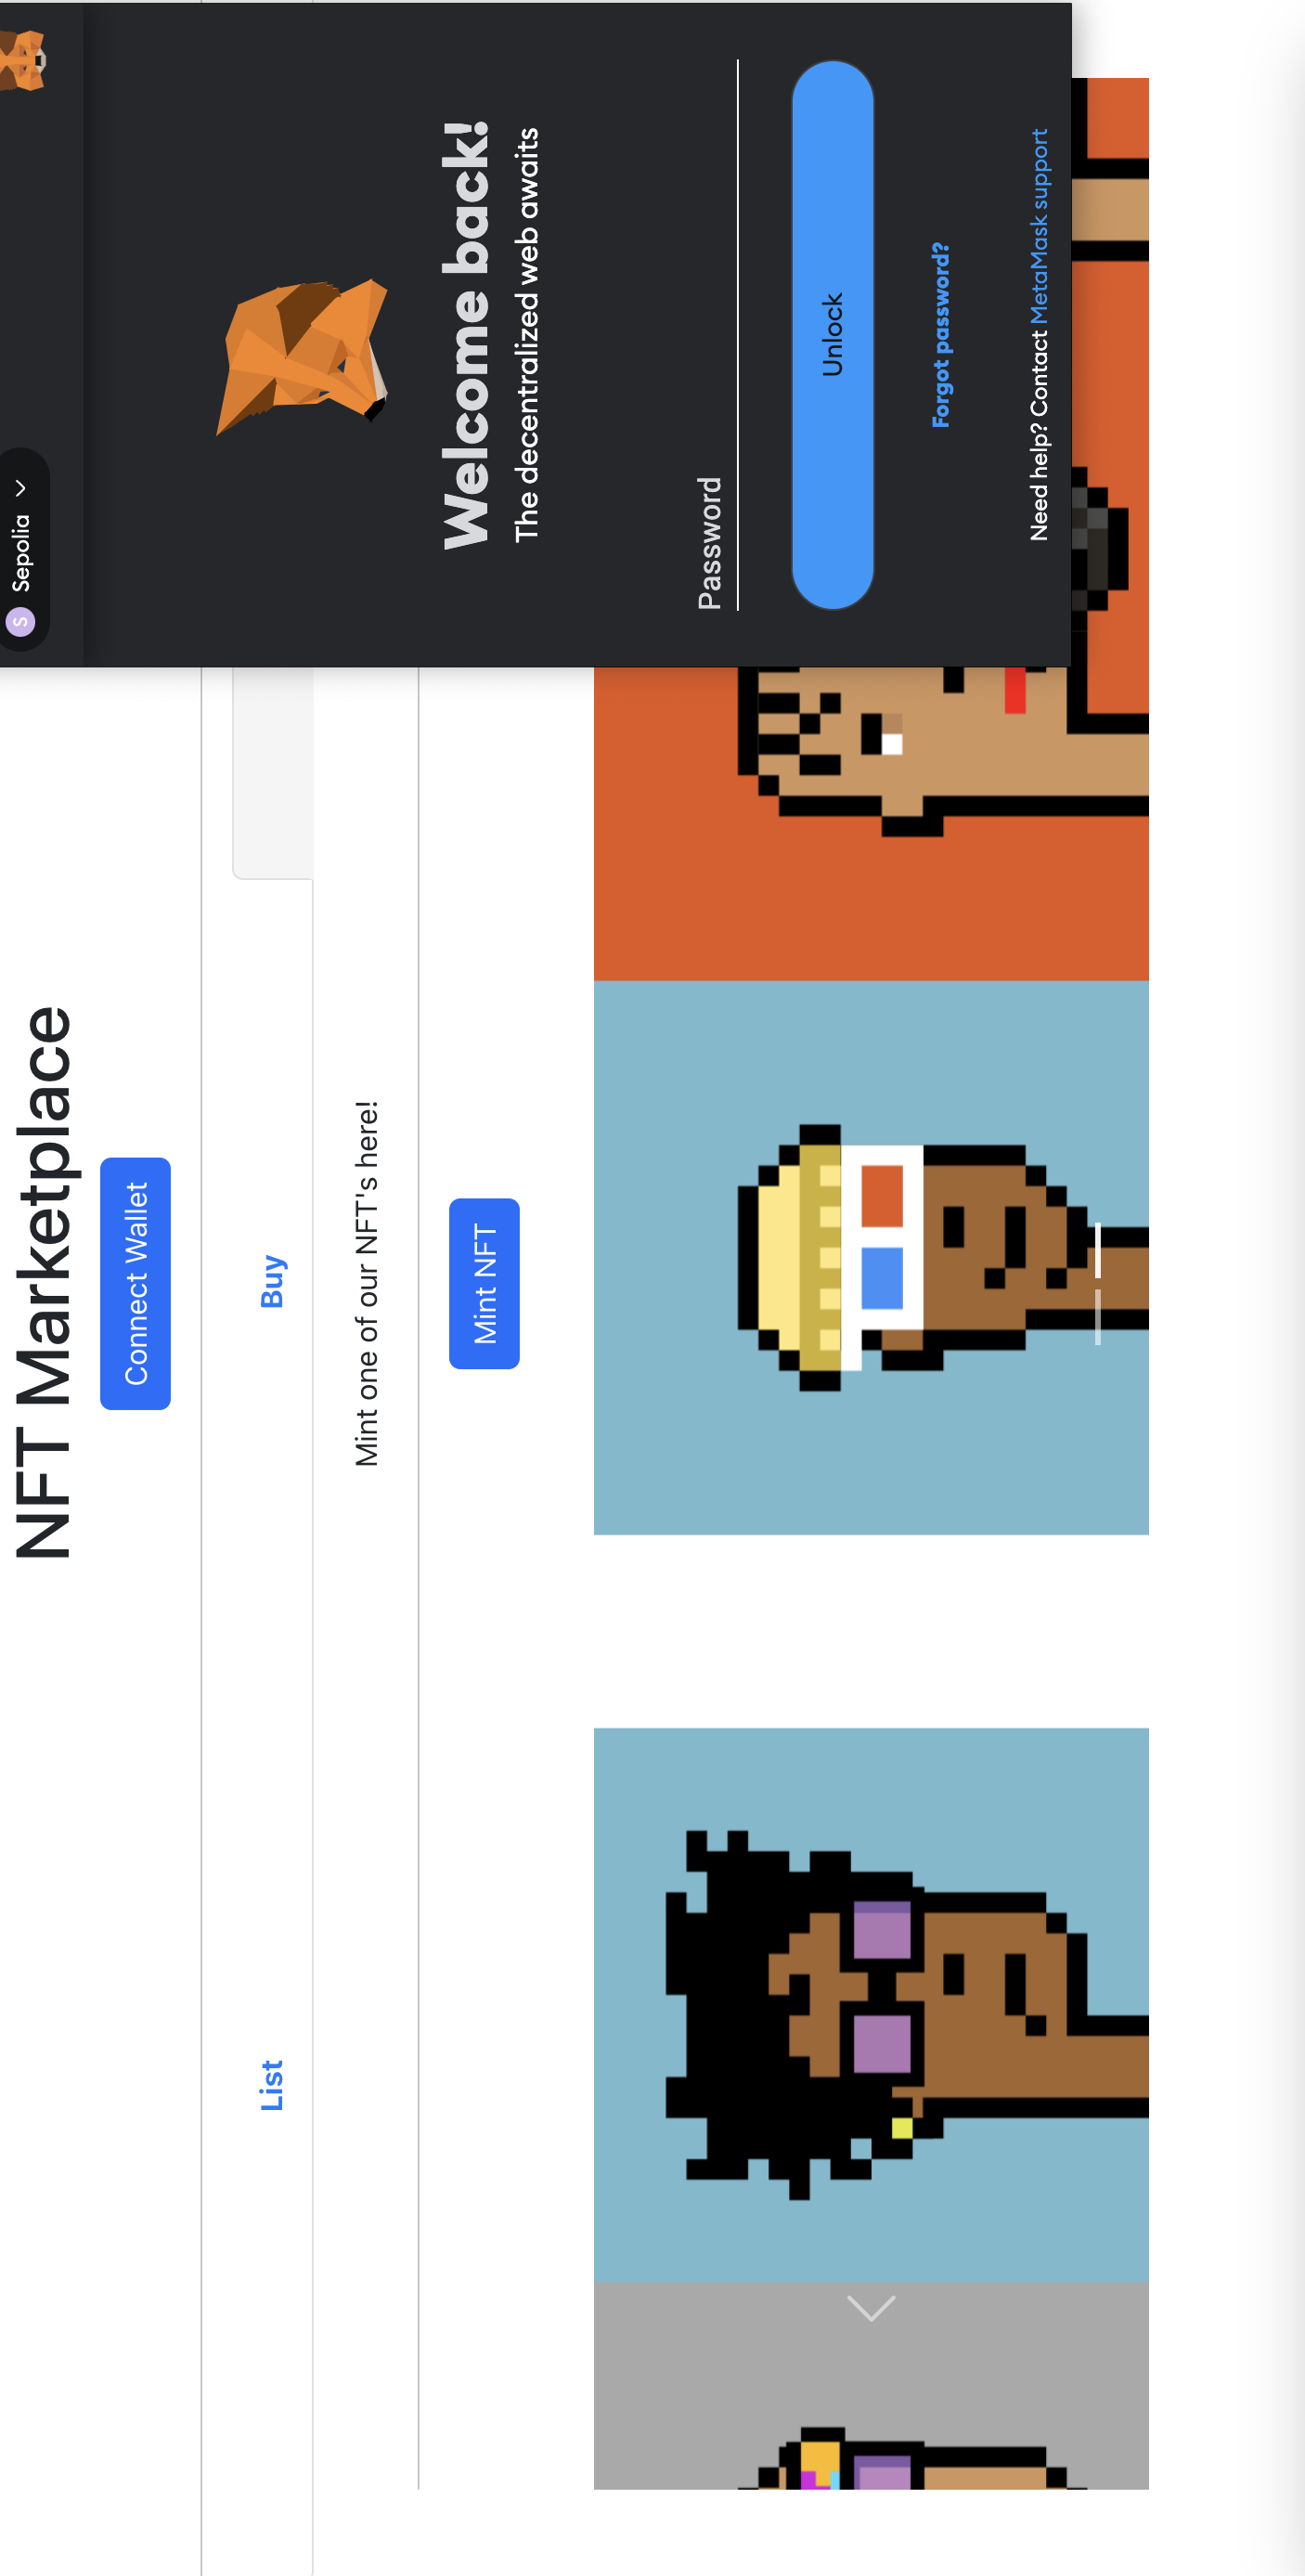 NFT Marketplace
Connect Wallet
List
Buy
Mint one of our NFT's here!
Mint NFT
S Sepolia
Welcome back!
The decentralized web awaits
Password
Unlock
Forgot password?
Need help? Contact MetaMask support